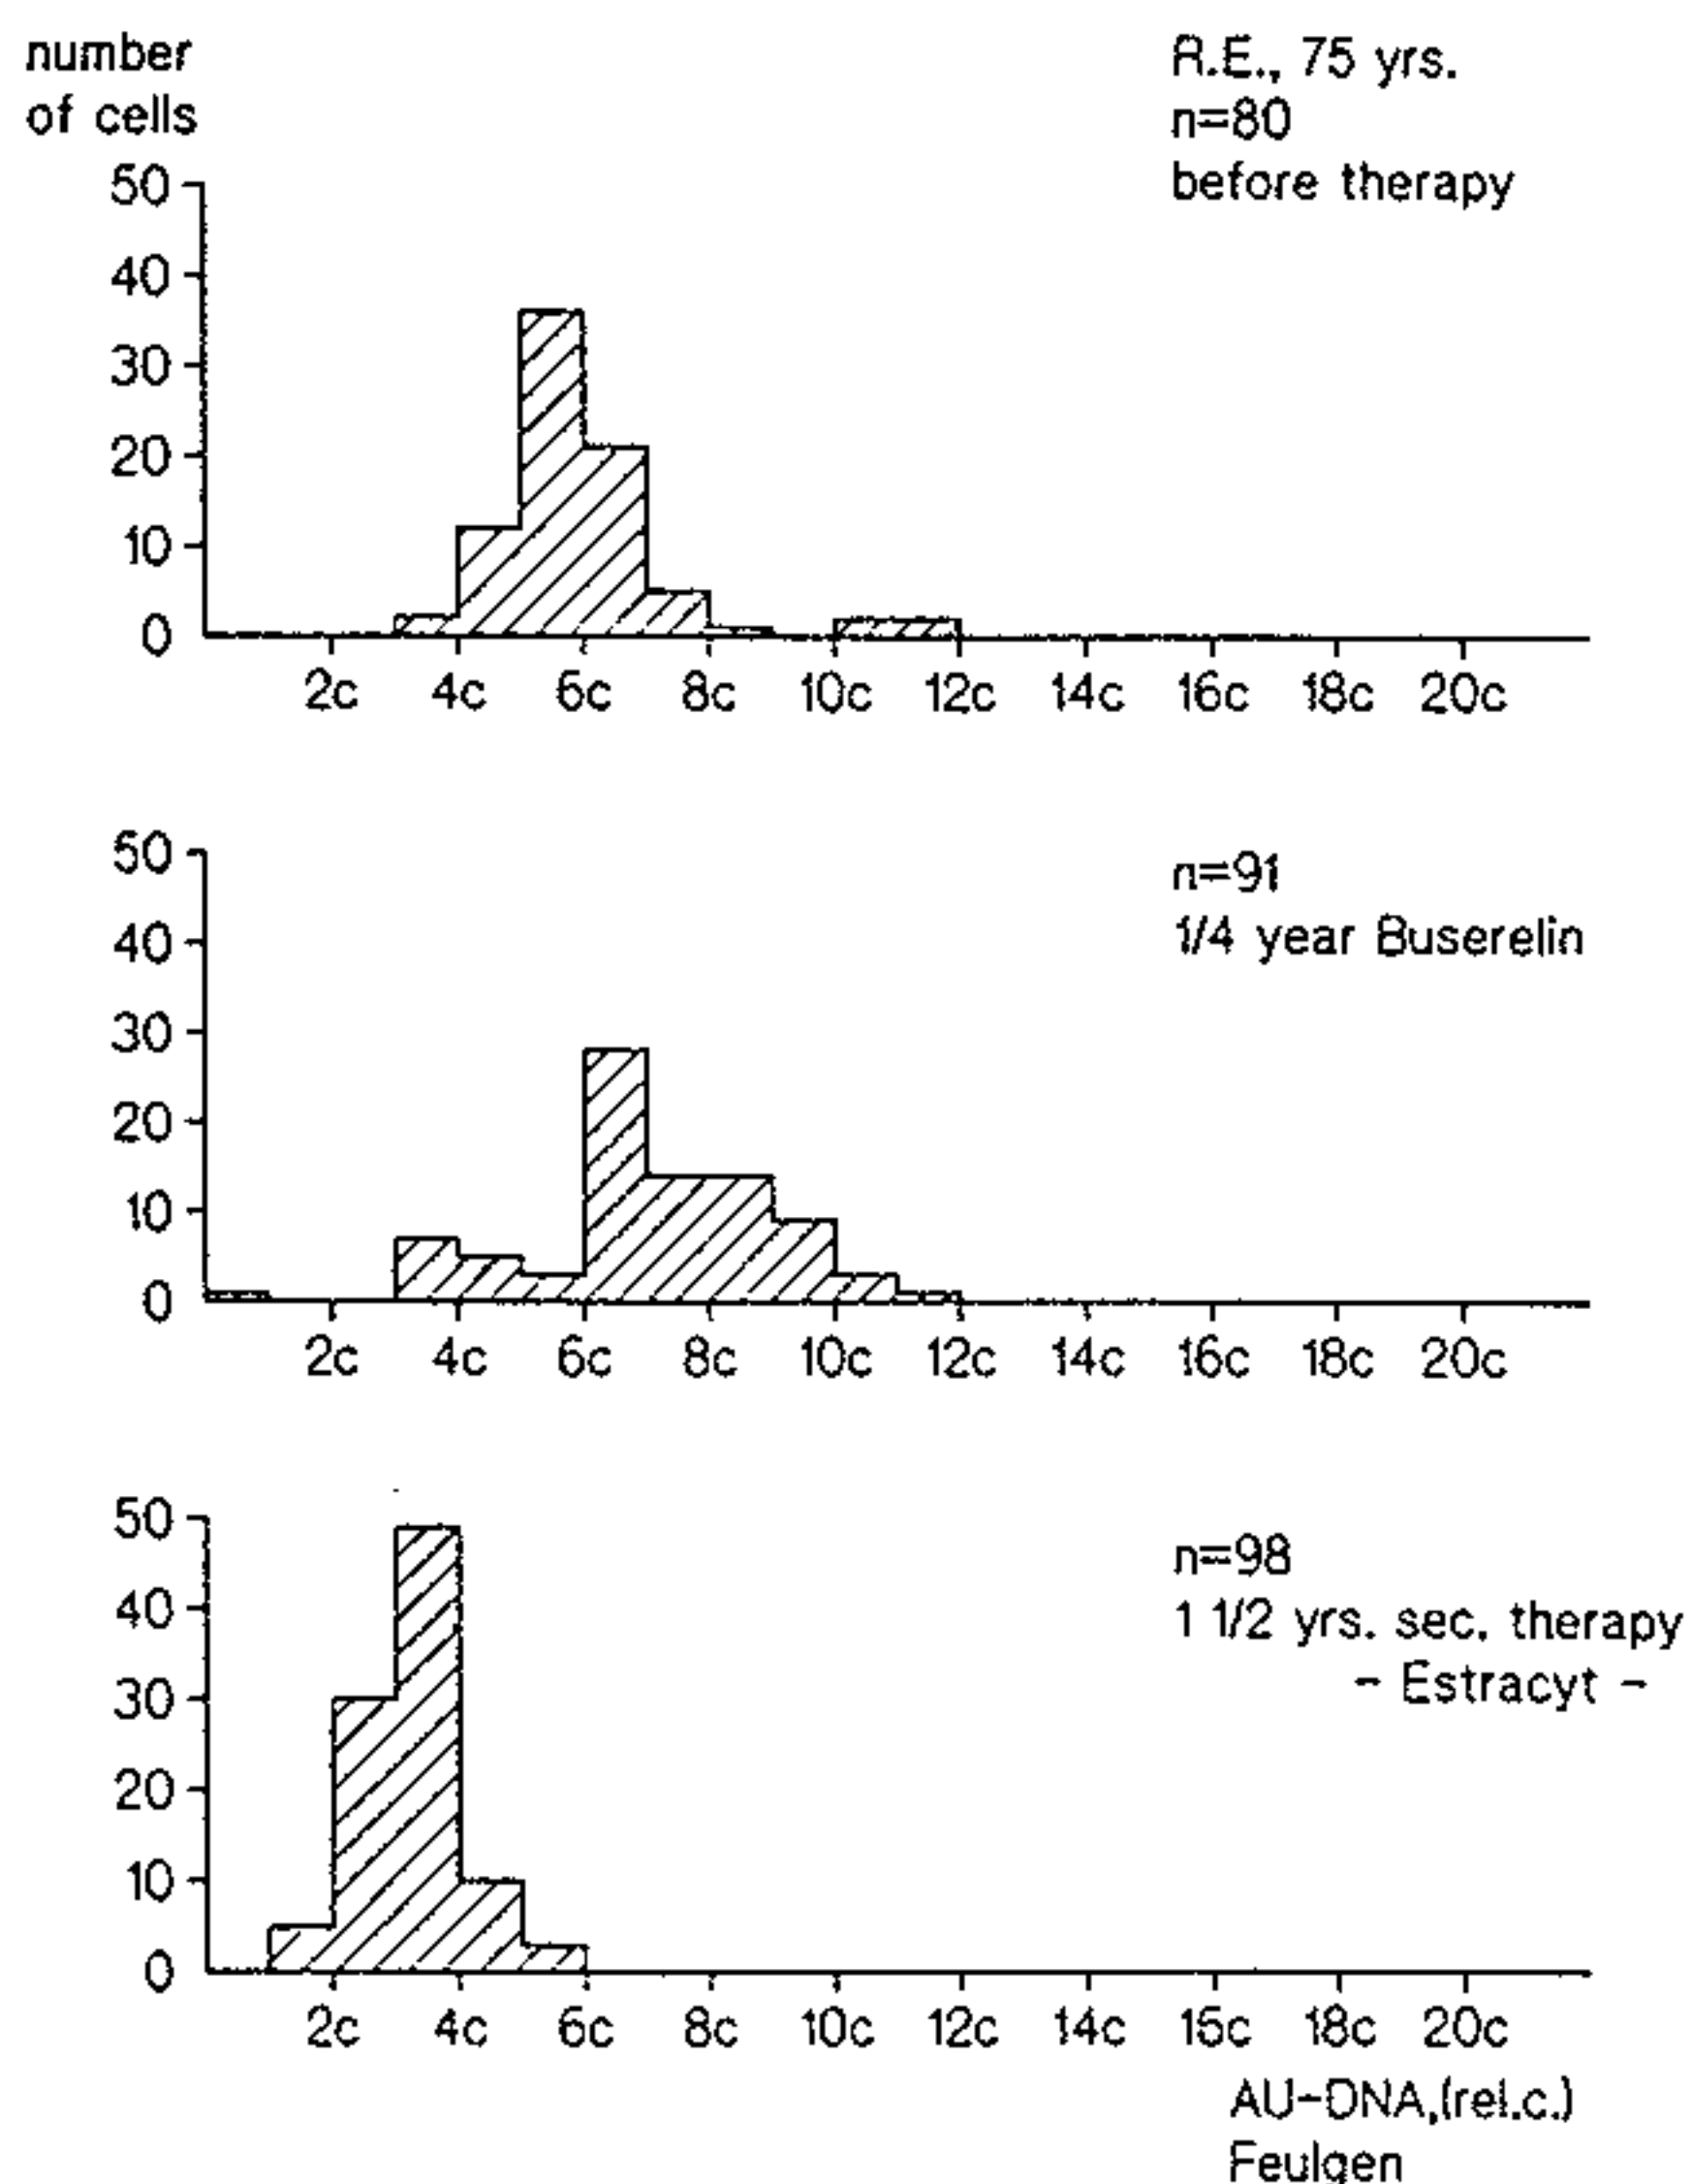 number
of cells
R.E., 75 yrs.
n=80
before therapy
50
40
30
20
10
0
2c 4c 6c 8c 10c 12c 14c 16c 18c 20c
n=91
1/4 year Buserelin
50
40
30
20
10
0
2c 4c 6c 8c 10c 12c 14c 16c 18c 20c
n=98
1 1/2 yrs. sec. therapy
- Estracyt -
50
40
30
20
10
0
2c 4c 6c 8c 10c 12c 14c 16c 18c 20c
AU-DNA,(rel.c.)
Feulgen